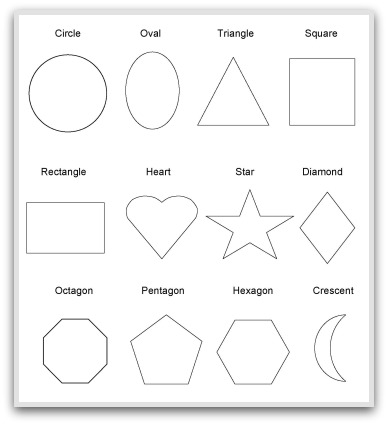 Circle Oval Triangle Square
Rectangle Heart Star Diamond
Octagon Pentagon Hexagon Crescent